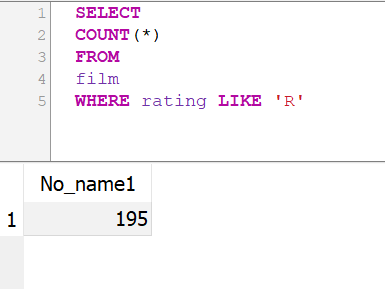 1 SELECT
2 COUNT(*)
3 FROM
4 film
5 WHERE rating LIKE 'R'
No_name1
1 195